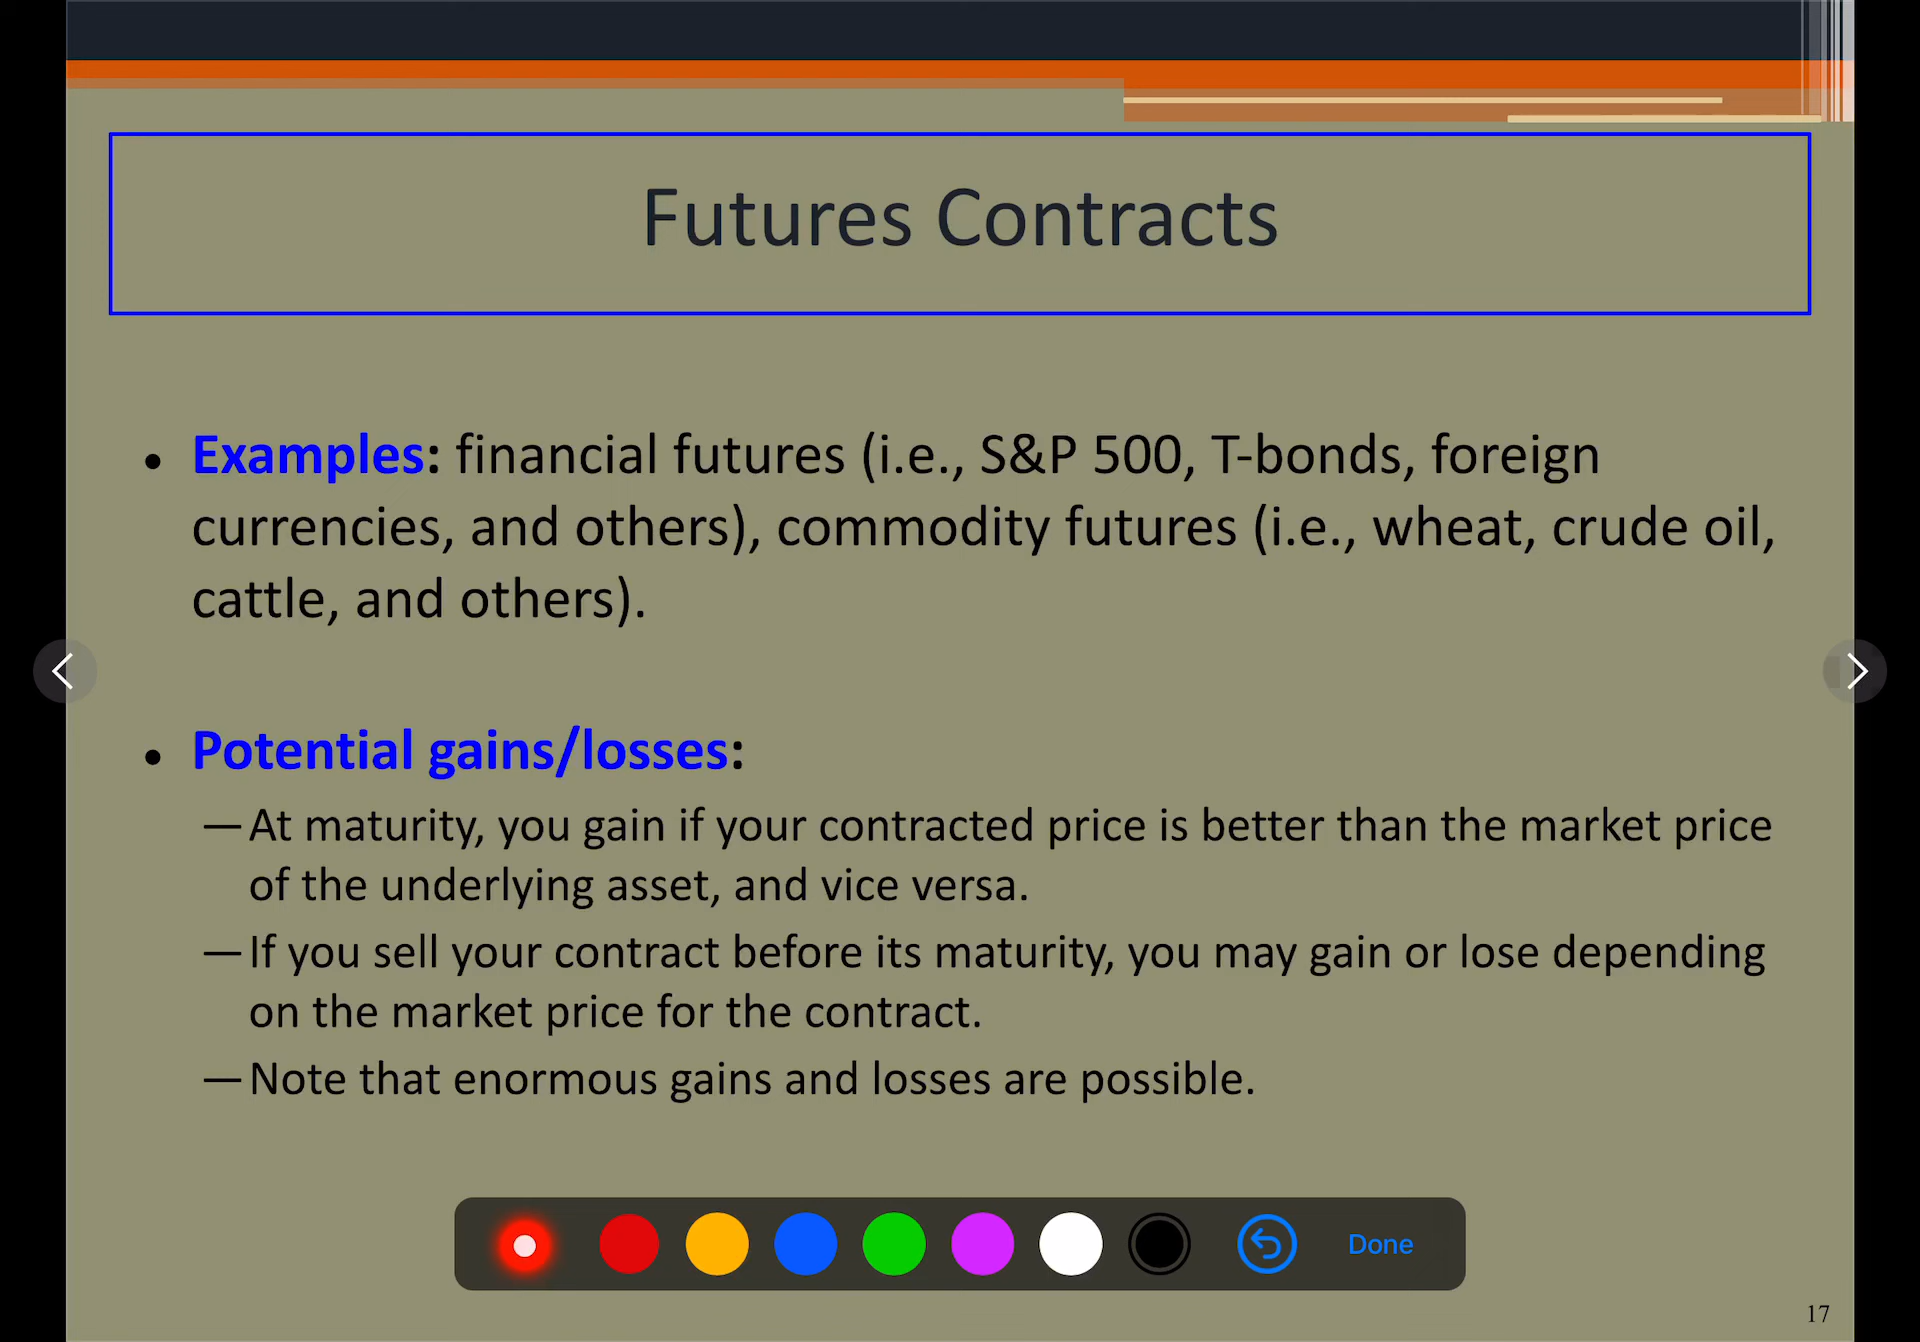 Futures Contracts
• Examples: financial futures (i.e., S&P 500, T-bonds, foreign
currencies, and others), commodity futures (i.e., wheat, crude oil,
cattle, and others).
• Potential gains/losses:
—At maturity, you gain if your contracted price is better than the market price
of the underlying asset, and vice versa.
—If you sell your contract before its maturity, you may gain or lose depending
on the market price for the contract.
—Note that enormous gains and losses are possible.
Done
17